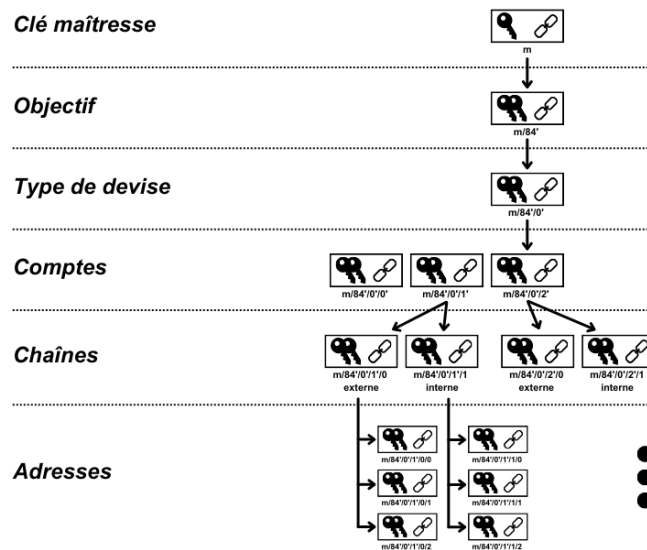 Clé maîtresse
m
Objectif
m/84'
Type de devise
m/84'/0'
Comptes
m/84'/0'/0' m/84'/0'/1' m/84'/0'/2'
Chaînes
m/84'/0'/1'/0 m/84'/0'/1'/1 m/84'/0'/2'/0 m/84'/0'/2'/1
externe interne externe interne
m/84'/0'/1'/0/0 m/84'/0'/1'/1/0
Adresses
m/84'/0'/1'/0/1 m/84'/0'/1'/1/1
m/84'/0'/1'/0/2 m/84'/0'/1'/1/2